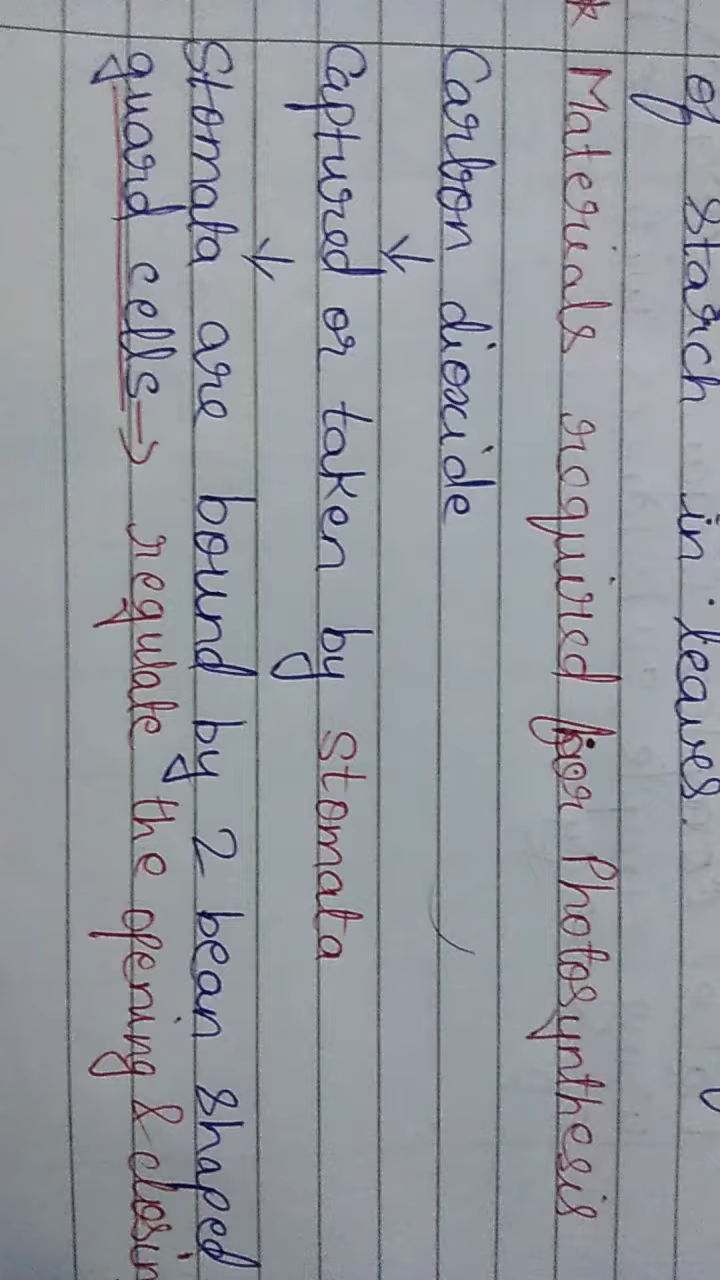 of starch in leaves.
* Materials required for Photosynthesis
Carbon dioxide
↓
Captured or taken by stomata
↓
Stomata are bound by 2 bean shaped
guard cells → regulate the opening & closin